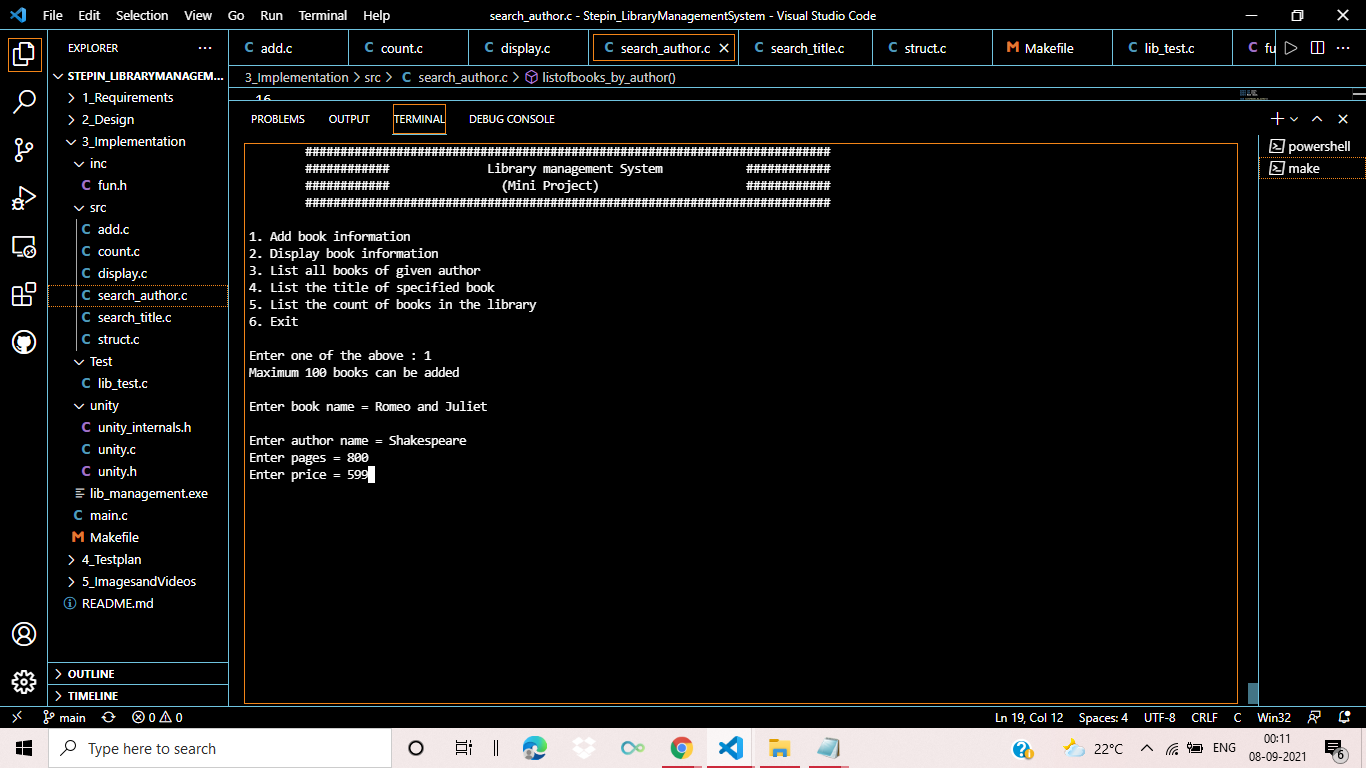 File Edit Selection View Go Run Terminal Help search_author.c - Stepin_LibraryManagementSystem - Visual Studio Code
EXPLORER ...
add.c count.c display.c search_author.c search_title.c struct.c Makefile lib_test.c fu
STEPIN_LIBRARYMANAGEM...
3_Implementation > src > C search_author.c > listofbooks_by_author()
1_Requirements
2_Design
3_Implementation
inc
fun.h
src
add.c
count.c
display.c
search_author.c
search_title.c
struct.c
Test
lib_test.c
unity
unity_internals.h
unity.c
unity.h
lib_management.exe
main.c
Makefile
4_Testplan
5_ImagesandVideos
README.md
OUTLINE
TIMELINE
16
PROBLEMS OUTPUT TERMINAL DEBUG CONSOLE
powershell
make
###########################################################################
############ Library management System ############
############ (Mini Project) ############
###########################################################################
1. Add book information
2. Display book information
3. List all books of given author
4. List the title of specified book
5. List the count of books in the library
6. Exit
Enter one of the above : 1
Maximum 100 books can be added
Enter book name = Romeo and Juliet
Enter author name = Shakespeare
Enter pages = 800
Enter price = 599
main 0 0 Ln 19, Col 12 Spaces: 4 UTF-8 CRLF C Win32
Type here to search 22°C ENG 00:11
08-09-2021 6